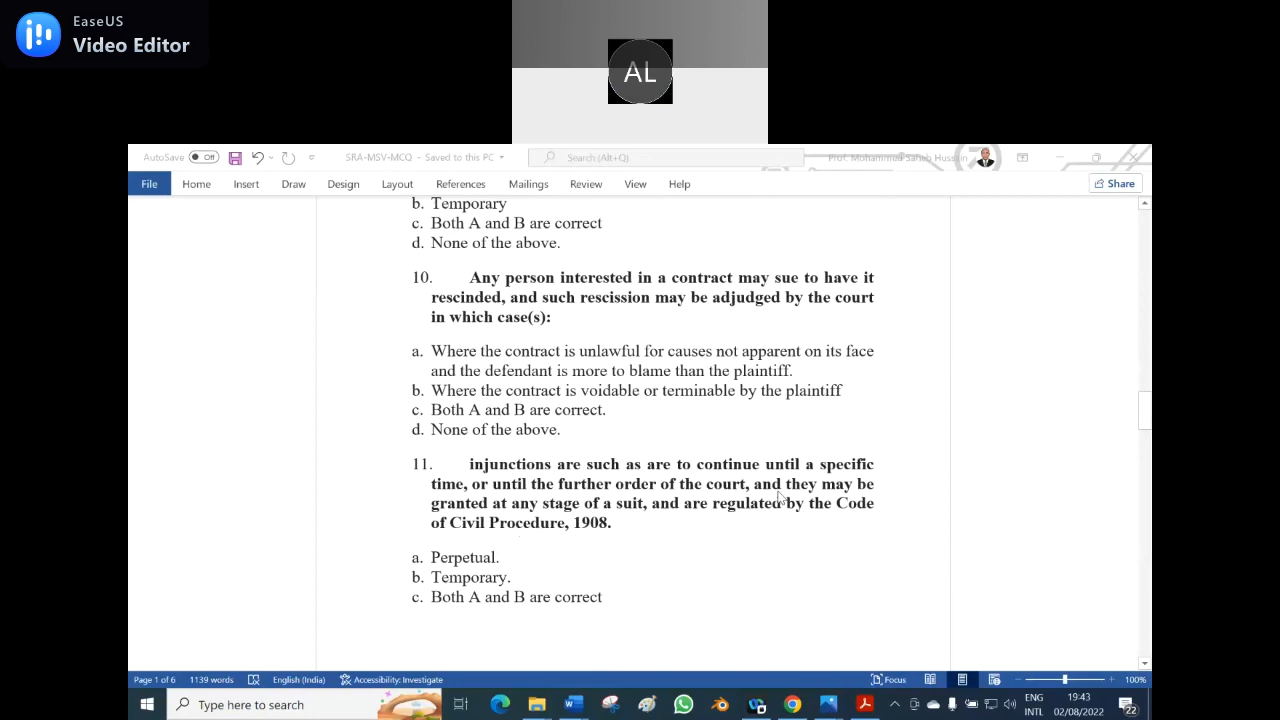 EaseUS
Video Editor
AL
AutoSave Off SRA-MSV-MCQ - Saved to this PC Search (Alt+Q) Prof. Mohammad Saheb Hussain
File Home Insert Draw Design Layout References Mailings Review View Help Share
b. Temporary
c. Both A and B are correct
d. None of the above.
10. Any person interested in a contract may sue to have it
rescinded, and such rescission may be adjudged by the court
in which case(s):
a. Where the contract is unlawful for causes not apparent on its face
and the defendant is more to blame than the plaintiff.
b. Where the contract is voidable or terminable by the plaintiff
c. Both A and B are correct.
d. None of the above.
11. injunctions are such as are to continue until a specific
time, or until the further order of the court, and they may be
granted at any stage of a suit, and are regulated by the Code
of Civil Procedure, 1908.
a. Perpetual.
b. Temporary.
c. Both A and B are correct
Page 1 of 6 1139 words English (India) Accessibility: Investigate Focus 100%
Type here to search ENG 19:43
INTL 02/08/2022 22